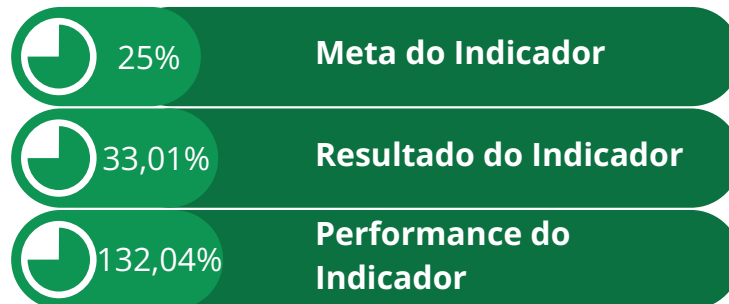 25%
Meta do Indicador
33,01%
Resultado do Indicador
132,04%
Performance do
Indicador